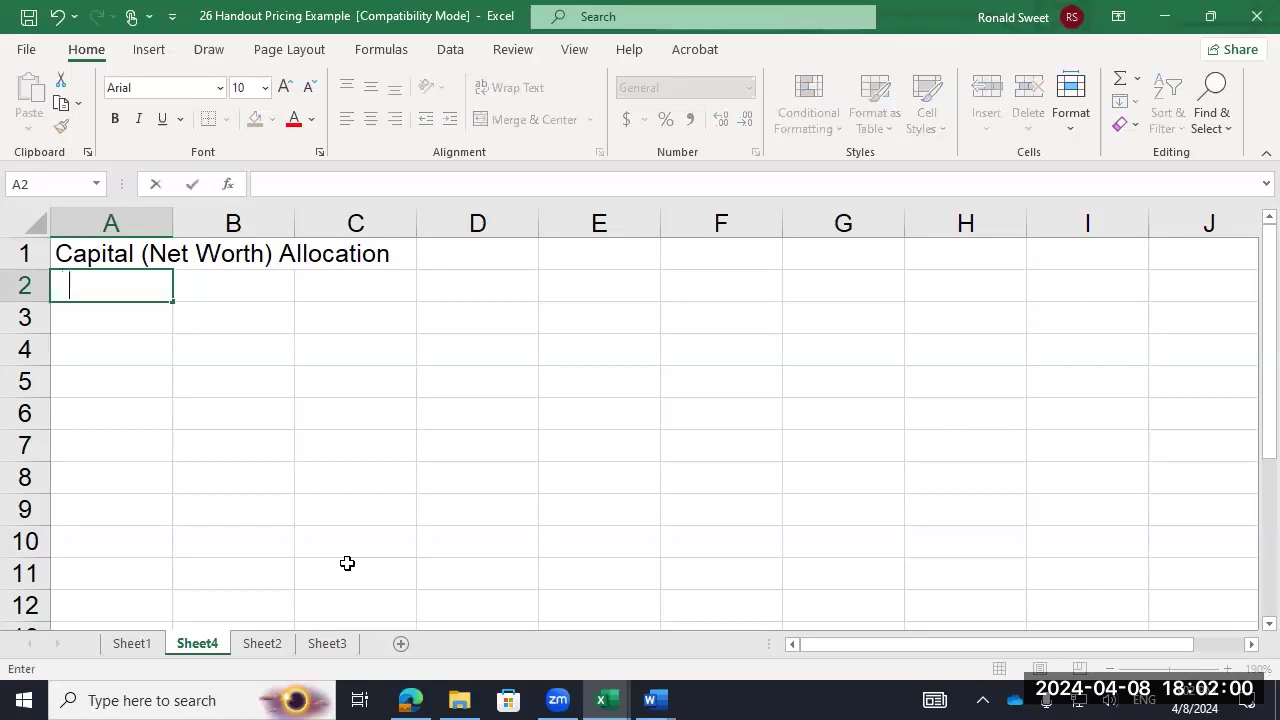 26 Handout Pricing Example [Compatibility Mode] - Excel
Search
Ronald Sweet RS
File Home Insert Draw Page Layout Formulas Data Review View Help Acrobat Share
Paste
Clipboard
Arial 10
B I U A
Font
Wrap Text
Merge & Center
Alignment
General
$ %
Number
Conditional Formatting
Format as Table
Cell Styles
Styles
Insert
Delete
Format
Cells
Sort & Filter
Find & Select
Editing
A2
fx
A B C D E F G H I J
1 Capital (Net Worth) Allocation
2
3
4
5
6
7
8
9
10
11
12
Sheet1 Sheet4 Sheet2 Sheet3
Enter
190%
Type here to search
zm
ENG
2024-04-08 18:02:00
4/8/2024